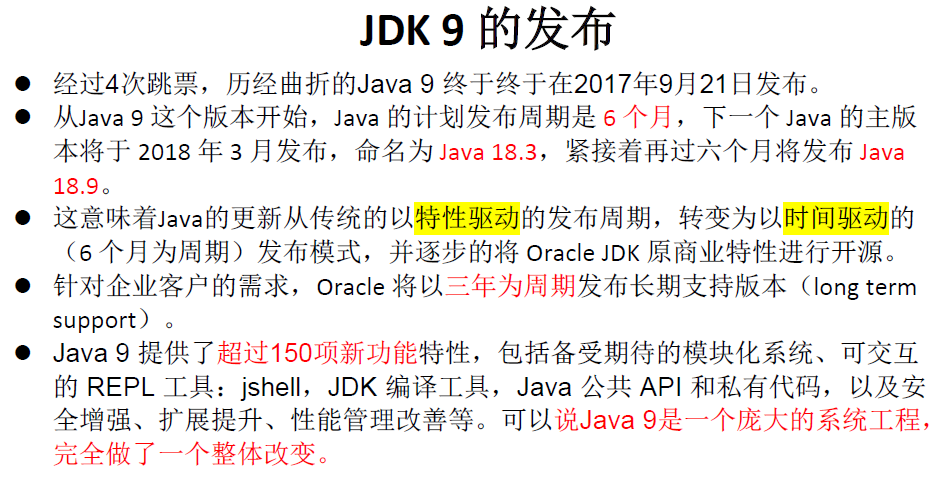 JDK 9 的发布
● 经过4次跳票，历经曲折的Java 9 终于终于在2017年9月21日发布。
● 从Java 9 这个版本开始，Java 的计划发布周期是 6 个月，下一个 Java 的主版
本将于 2018 年 3 月发布，命名为 Java 18.3，紧接着再过六个月将发布 Java
18.9。
● 这意味着Java的更新从传统的以特性驱动的发布周期，转变为以时间驱动的
（6 个月为周期）发布模式，并逐步的将 Oracle JDK 原商业特性进行开源。
● 针对企业客户的需求，Oracle 将以三年为周期发布长期支持版本（long term
support）。
● Java 9 提供了超过150项新功能特性，包括备受期待的模块化系统、可交互
的 REPL 工具：jshell，JDK 编译工具，Java 公共 API 和私有代码，以及安
全增强、扩展提升、性能管理改善等。可以说Java 9是一个庞大的系统工程，
完全做了一个整体改变。